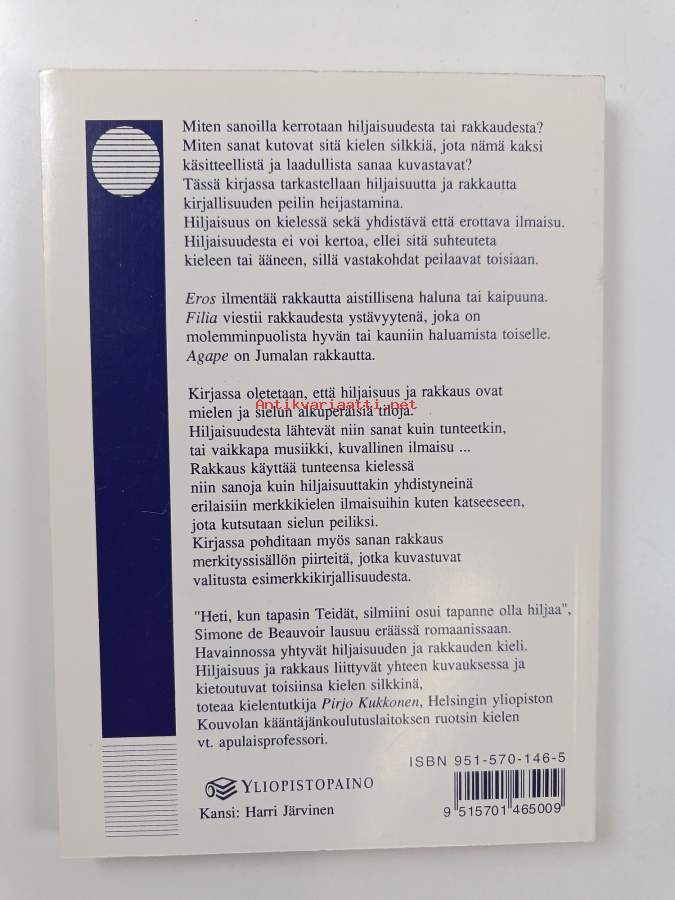 Miten sanoilla kerrotaan hiljaisuudesta tai rakkaudesta?
Miten sanat kutovat sitä kielen silkkiä, jota nämä kaksi
käsitteellistä ja laadullista sanaa kuvastavat?
Tässä kirjassa tarkastellaan hiljaisuutta ja rakkautta
kirjallisuuden peilin heijastamina.
Hiljaisuus on kielessä sekä yhdistävä että erottava ilmaisu.
Hiljaisuudesta ei voi kertoa, ellei sitä suhteuteta
kieleen tai ääneen, sillä vastakohdat peilaavat toisiaan.
Eros ilmentää rakkautta aistillisena haluna tai kaipuuna.
Filia viestii rakkaudesta ystävyytenä, joka on
molemminpuolista hyvän tai kauniin haluamista toiselle.
Agape on Jumalan rakkautta.
Kirjassa oletetaan, että hiljaisuus ja rakkaus ovat
Antikvariaatti.net
mielen ja sielun alkuperäisiä tiloja.
Hiljaisuudesta lähtevät niin sanat kuin tunteetkin,
tai vaikkapa musiikki, kuvallinen ilmaisu ...
Rakkaus käyttää tunteensa kielessä
niin sanoja kuin hiljaisuuttakin yhdistyneinä
erilaisiin merkkikielen ilmaisuihin kuten katseeseen,
jota kutsutaan sielun peiliksi.
Kirjassa pohditaan myös sanan rakkaus
merkityssisällön piirteitä, jotka kuvastuvat
valitusta esimerkkikirjallisuudesta.
"Heti, kun tapasin Teidät, silmiini osui tapanne olla hiljaa",
Simone de Beauvoir lausuu eräässä romaanissaan.
Havainnossa yhtyvät hiljaisuuden ja rakkauden kieli.
Hiljaisuus ja rakkaus liittyvät yhteen kuvauksessa ja
kietoutuvat toisiinsa kielen silkkinä,
toteaa kielentutkija Pirjo Kukkonen, Helsingin yliopiston
Kouvolan kääntäjänkoulutuslaitoksen ruotsin kielen
vt. apulaisprofessori.
ISBN 951-570-146-5
YLIOPISTOPAINO
Kansi: Harri Järvinen
9 515701 465009